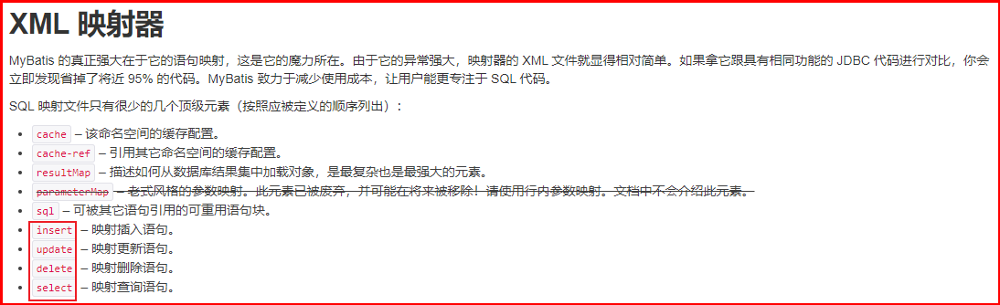 XML 映射器
MyBatis 的真正强大在于它的语句映射，这是它的魔力所在。由于它的异常强大，映射器的 XML 文件就显得相对简单。如果拿它跟具有相同功能的 JDBC 代码进行对比，你会
立即发现省掉了将近 95% 的代码。MyBatis 致力于减少使用成本，让用户能更专注于 SQL 代码。
SQL 映射文件只有很少的几个顶级元素（按照应被定义的顺序列出）：
• cache – 该命名空间的缓存配置。
• cache-ref – 引用其它命名空间的缓存配置。
• resultMap – 描述如何从数据库结果集中加载对象，是最复杂也是最强大的元素。
• parameterMap – 老式风格的参数映射。此元素已被废弃，并可能在将来被移除！请使用行内参数映射。文档中不会介绍此元素。
• sql – 可被其它语句引用的可重用语句块。
• insert – 映射插入语句。
• update – 映射更新语句。
• delete – 映射删除语句。
• select – 映射查询语句。